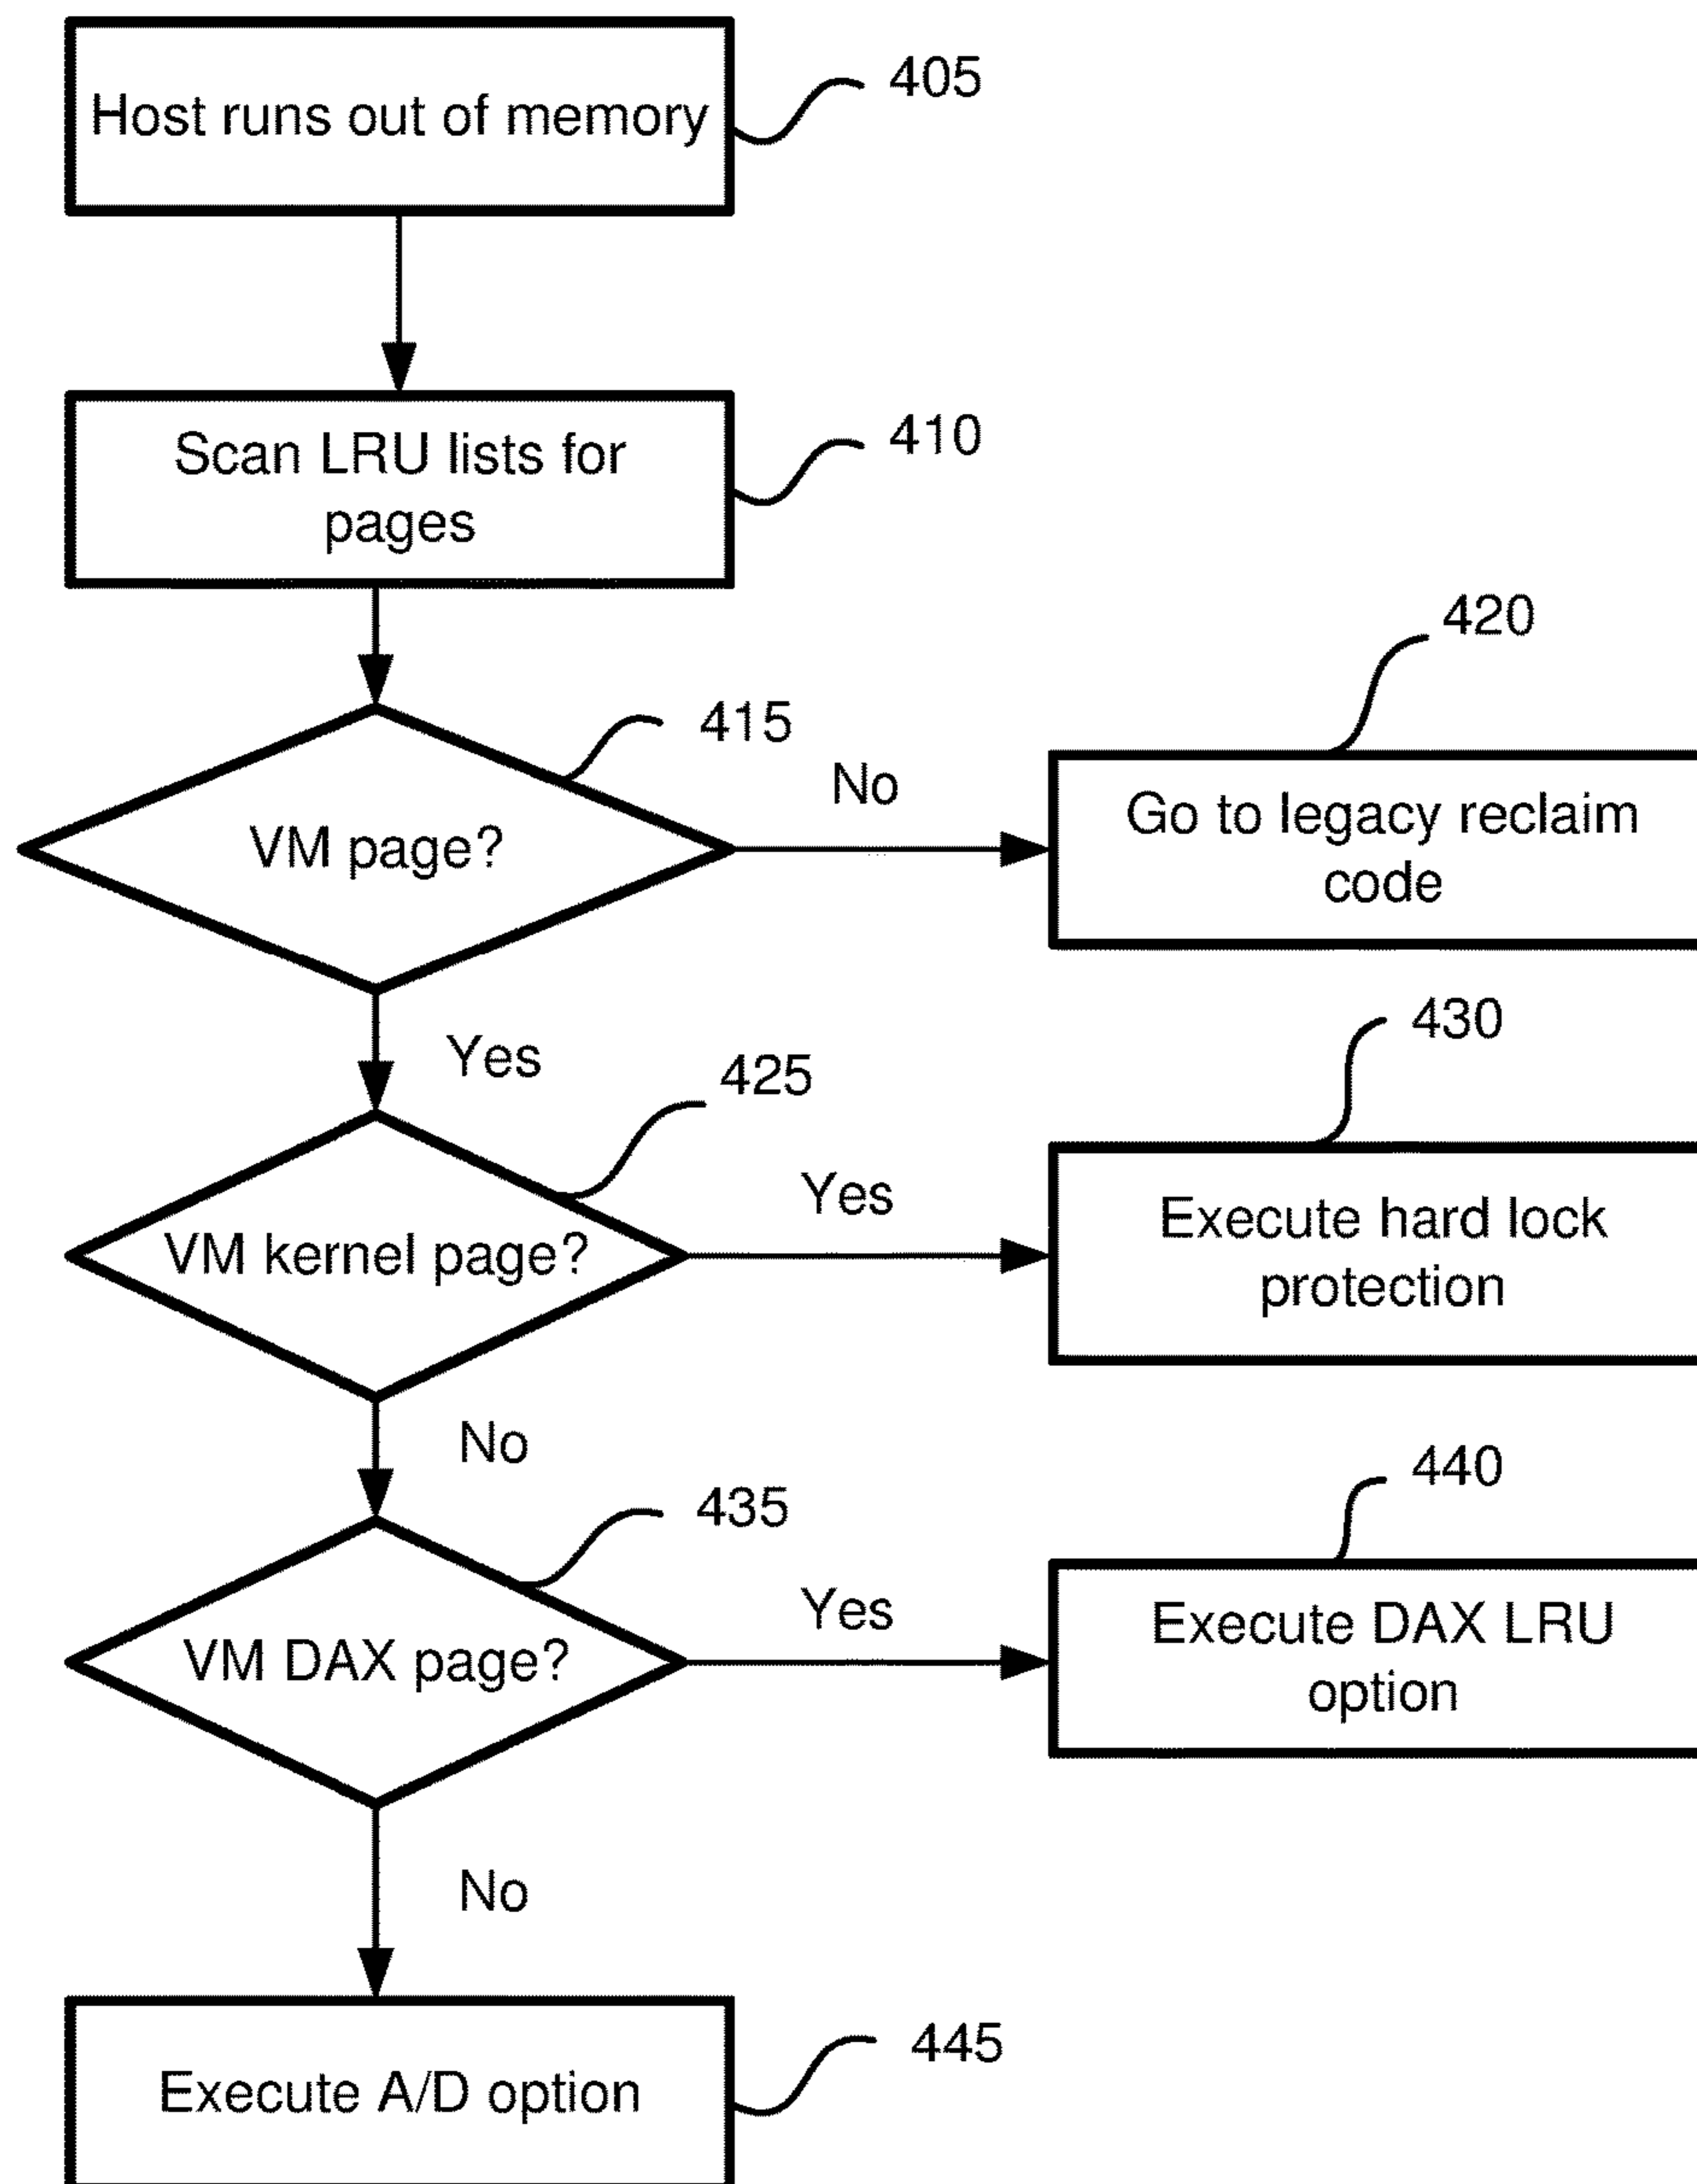 Host runs out of memory
405
Scan LRU lists for
pages
410
415
VM page?
No
420
Go to legacy reclaim
code
Yes
425
VM kernel page?
Yes
430
Execute hard lock
protection
No
435
VM DAX page?
Yes
440
Execute DAX LRU
option
No
Execute A/D option
445